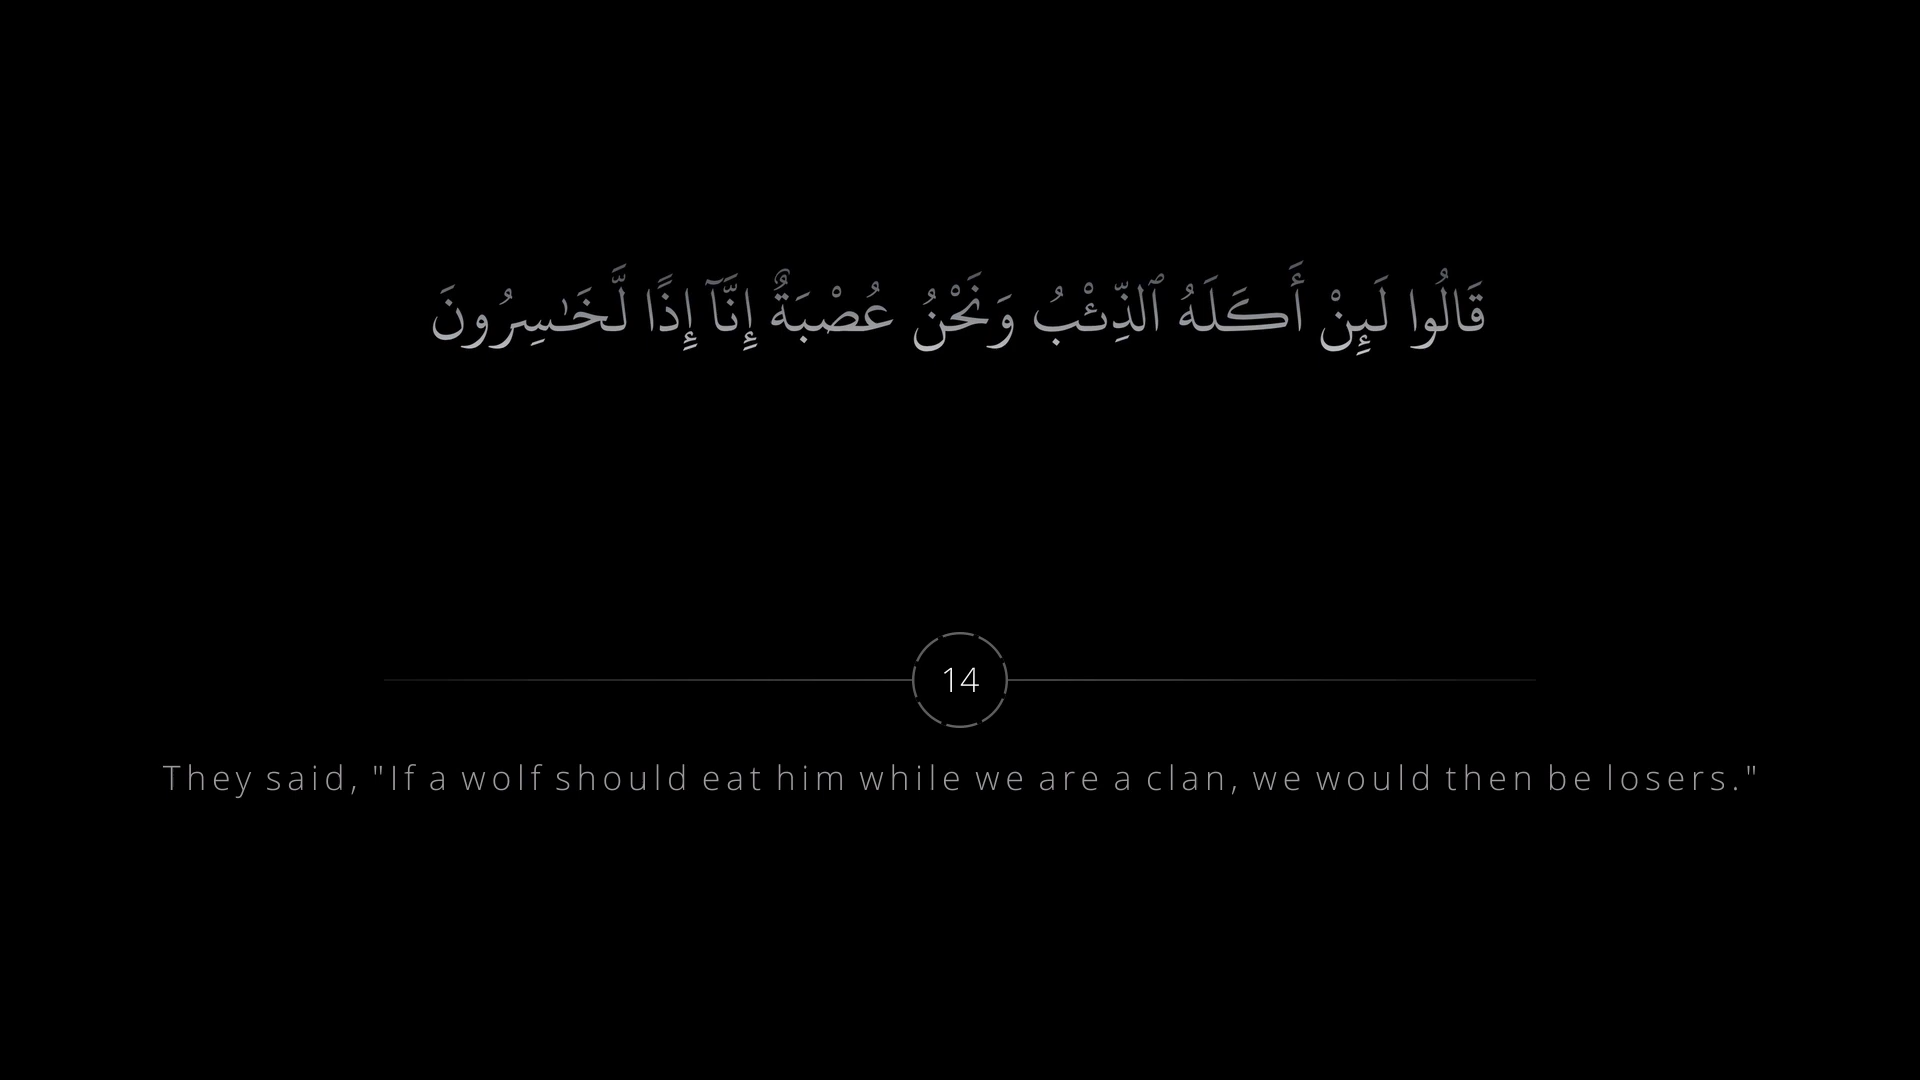 قَالُوا لَئِنْ أَكَلَهُ ٱلذِّئْبُ وَنَحْنُ عُصْبَةٌ إِنَّآ إِذًا لَّخَـٰسِرُونَ
14
They said, "If a wolf should eat him while we are a clan, we would then be losers."